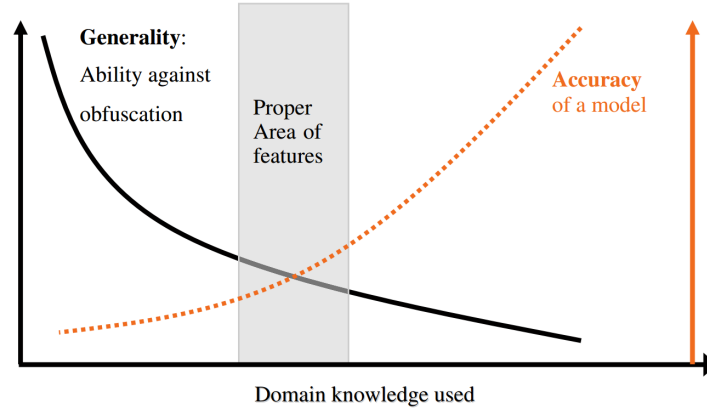 Generality:
Ability against
obfuscation
Proper
Area of
features
Accuracy
of a model
Domain knowledge used